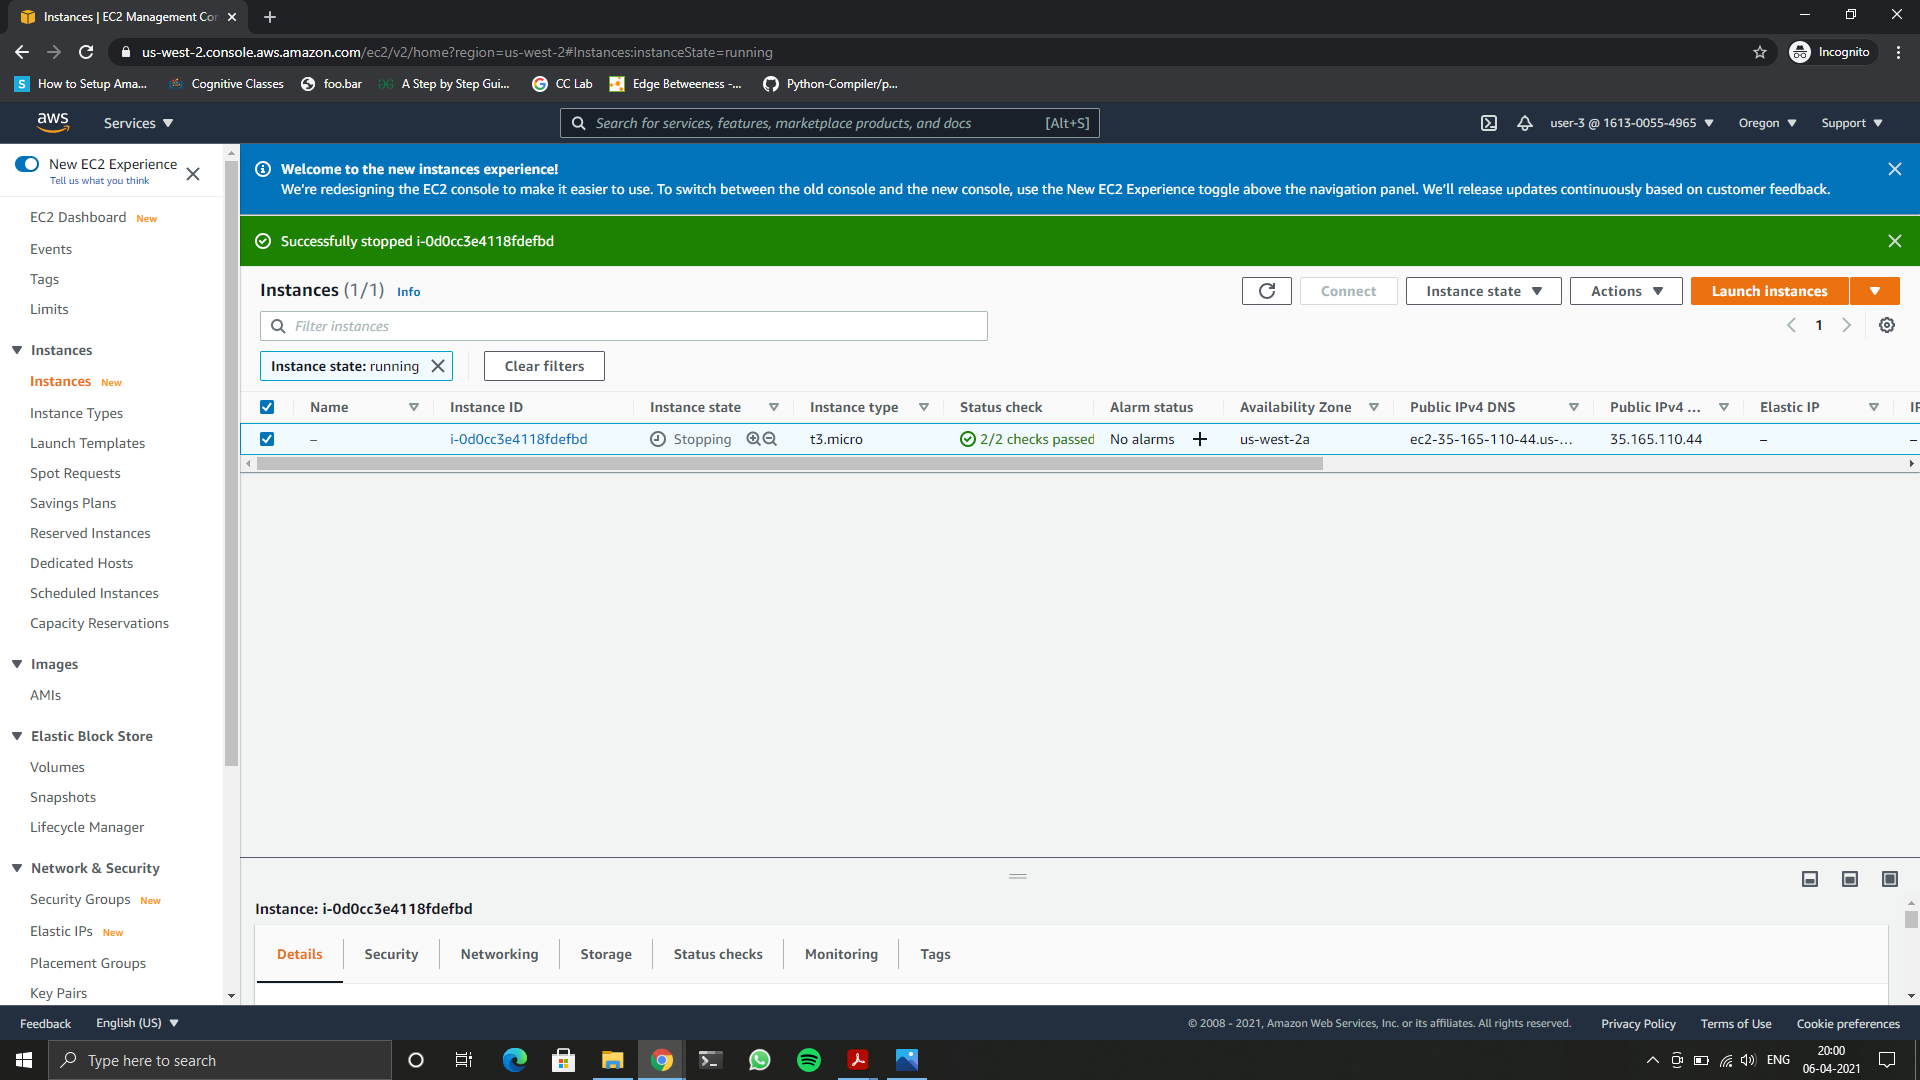 Instances | EC2 Management Con
us-west-2.console.aws.amazon.com/ec2/v2/home?region=us-west-2#Instances:instanceState=running
Incognito
How to Setup Ama...
Cognitive Classes
foo.bar
A Step by Step Gui...
CC Lab
Edge Betweeness -...
Python-Compiler/p...
aws
Services
Search for services, features, marketplace products, and docs [Alt+S]
user-3 @ 1613-0055-4965
Oregon
Support
New EC2 Experience
Tell us what you think
EC2 Dashboard New
Events
Tags
Limits
Instances
Instances New
Instance Types
Launch Templates
Spot Requests
Savings Plans
Reserved Instances
Dedicated Hosts
Scheduled Instances
Capacity Reservations
Images
AMIs
Elastic Block Store
Volumes
Snapshots
Lifecycle Manager
Network & Security
Security Groups New
Elastic IPs New
Placement Groups
Key Pairs
Welcome to the new instances experience!
We're redesigning the EC2 console to make it easier to use. To switch between the old console and the new console, use the New EC2 Experience toggle above the navigation panel. We'll release updates continuously based on customer feedback.
Successfully stopped i-0d0cc3e4118fdefbd
Instances (1/1) Info
Connect
Instance state
Actions
Launch instances
Filter instances
1
Instance state: running
Clear filters
Name Instance ID Instance state Instance type Status check Alarm status Availability Zone Public IPv4 DNS Public IPv4 ... Elastic IP IP
– i-0d0cc3e4118fdefbd Stopping t3.micro 2/2 checks passed No alarms + us-west-2a ec2-35-165-110-44.us-... 35.165.110.44 – –
Instance: i-0d0cc3e4118fdefbd
Details Security Networking Storage Status checks Monitoring Tags
Feedback English (US)
© 2008 - 2021, Amazon Web Services, Inc. or its affiliates. All rights reserved. Privacy Policy Terms of Use Cookie preferences
Type here to search
ENG
20:00
06-04-2021